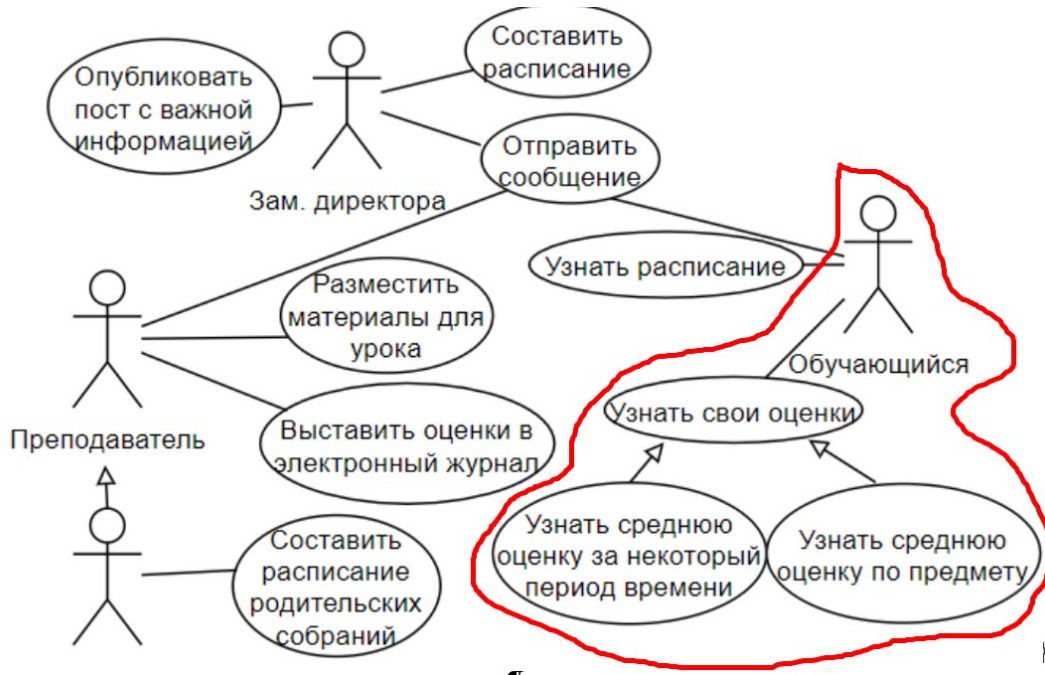 Опубликовать
пост с важной
информацией
Зам. директора
Составить
расписание
Отправить
сообщение
Узнать расписание
Обучающийся
Разместить
материалы для
урока
Преподаватель
Выставить оценки в
электронный журнал
Узнать свои оценки
Узнать среднюю
оценку за некоторый
период времени
Узнать среднюю
оценку по предмету
Составить
расписание
родительских
собраний